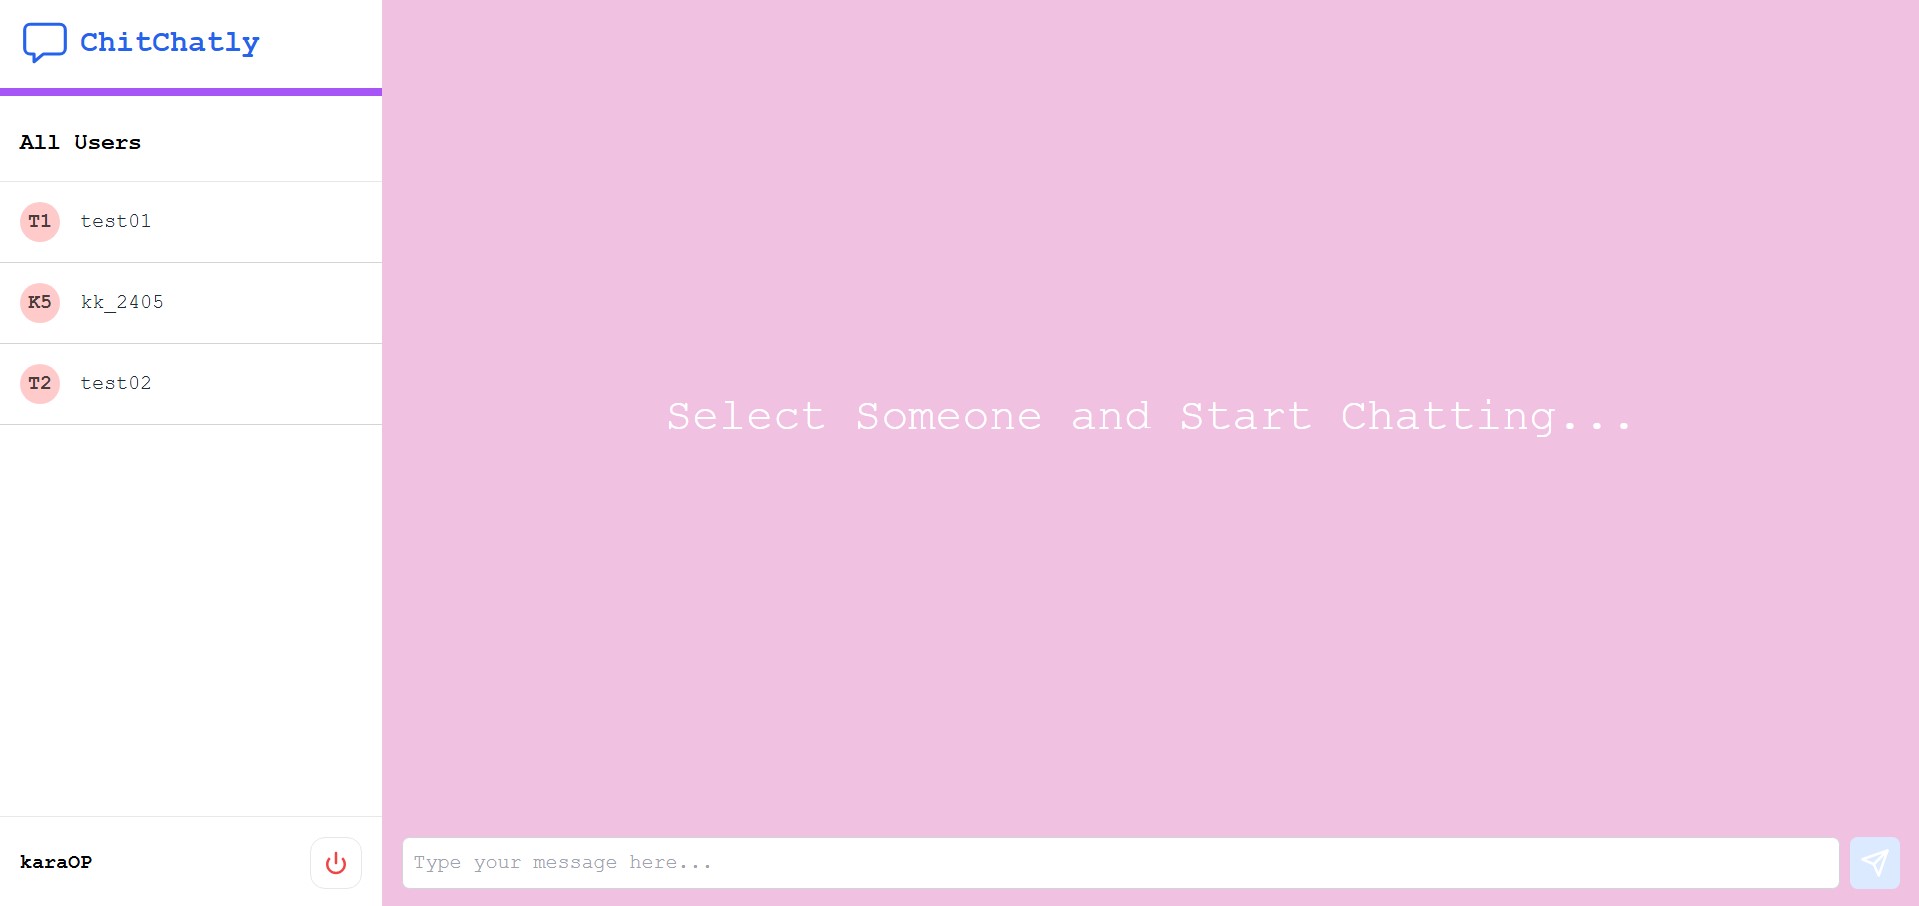 ChitChatly
All Users
T1 test01
K5 kk_2405
T2 test02
karaOP
Select Someone and Start Chatting...
Type your message here...